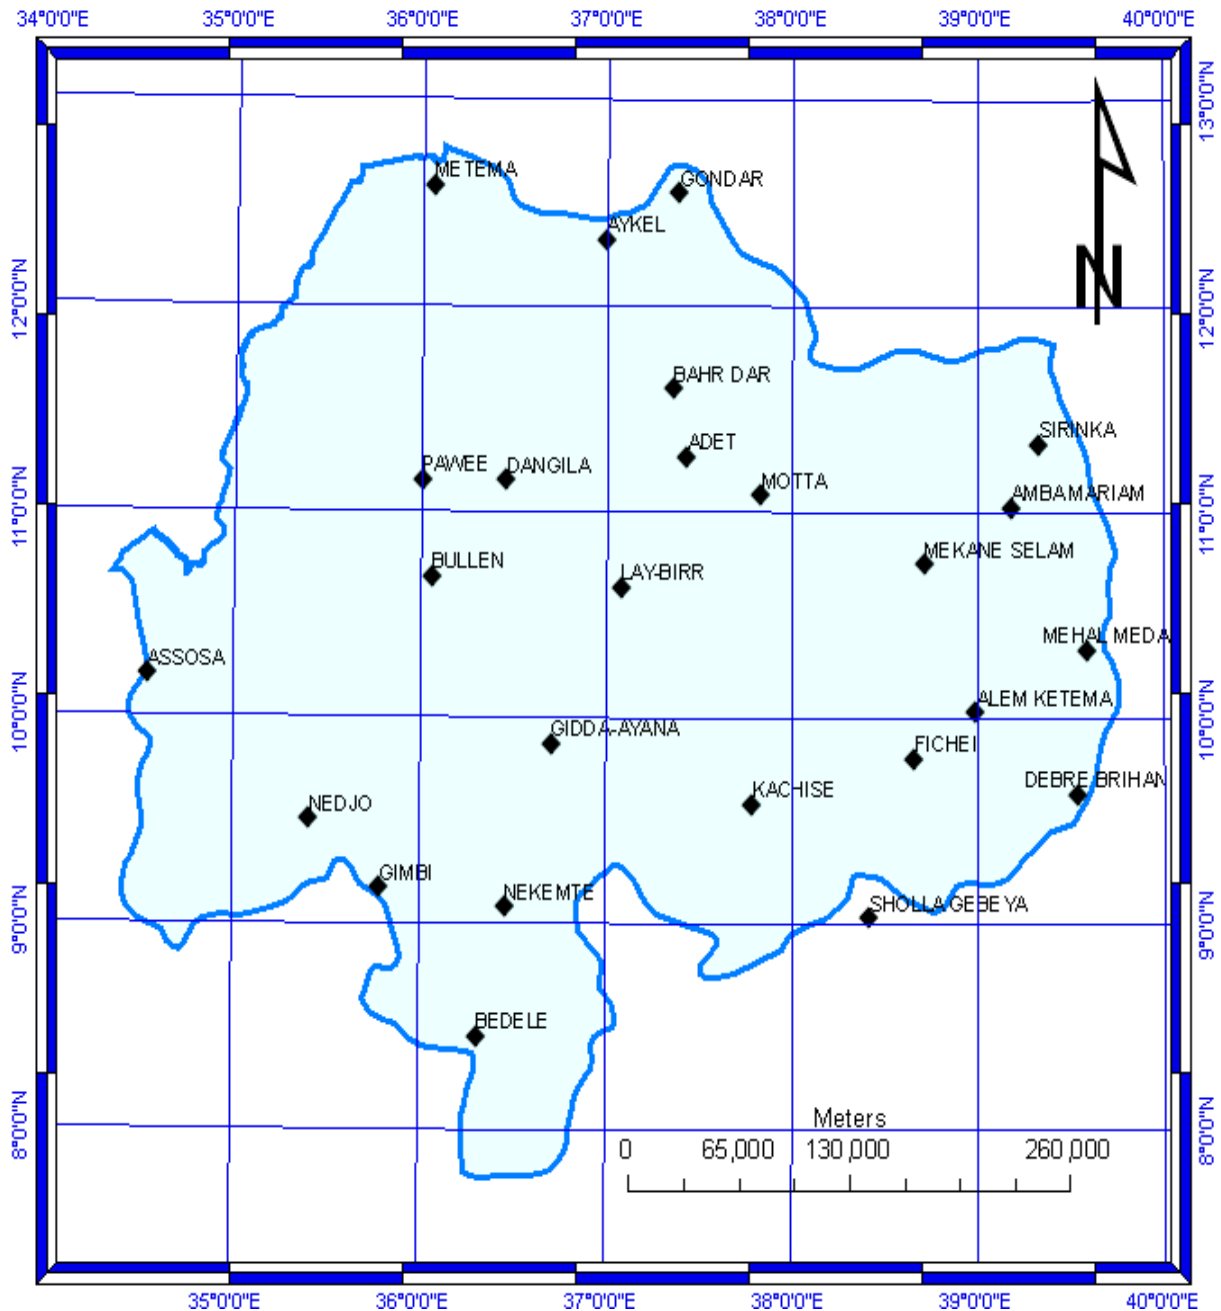 34°0'0"E 35°0'0"E 36°0'0"E 37°0'0"E 38°0'0"E 39°0'0"E 40°0'0"E
13°0'0"N
METEMA
GONDAR
AYKEL
N
12°0'0"N 12°0'0"N
BAHR DAR
SIRINKA
ADET
PAWEE
DANGILA
MOTTA
AMBAMARIAM
11°0'0"N 11°0'0"N
MEKANE SELAM
BULLEN
LAY-BIRR
MEHAL MEDA
ASSOSA
ALEM KETEMA
10°0'0"N 10°0'0"N
GIDDA-AYANA
FICHEI
DEBRE BRIHAN
KACHISE
NEDJO
GIMBI
NEKEMTE
SHOLLA GEBEYA
9°0'0"N 9°0'0"N
BEDELE
8°0'0"N 8°0'0"N
Meters
0 65,000 130,000 260,000
35°0'0"E 36°0'0"E 37°0'0"E 38°0'0"E 39°0'0"E 40°0'0"E